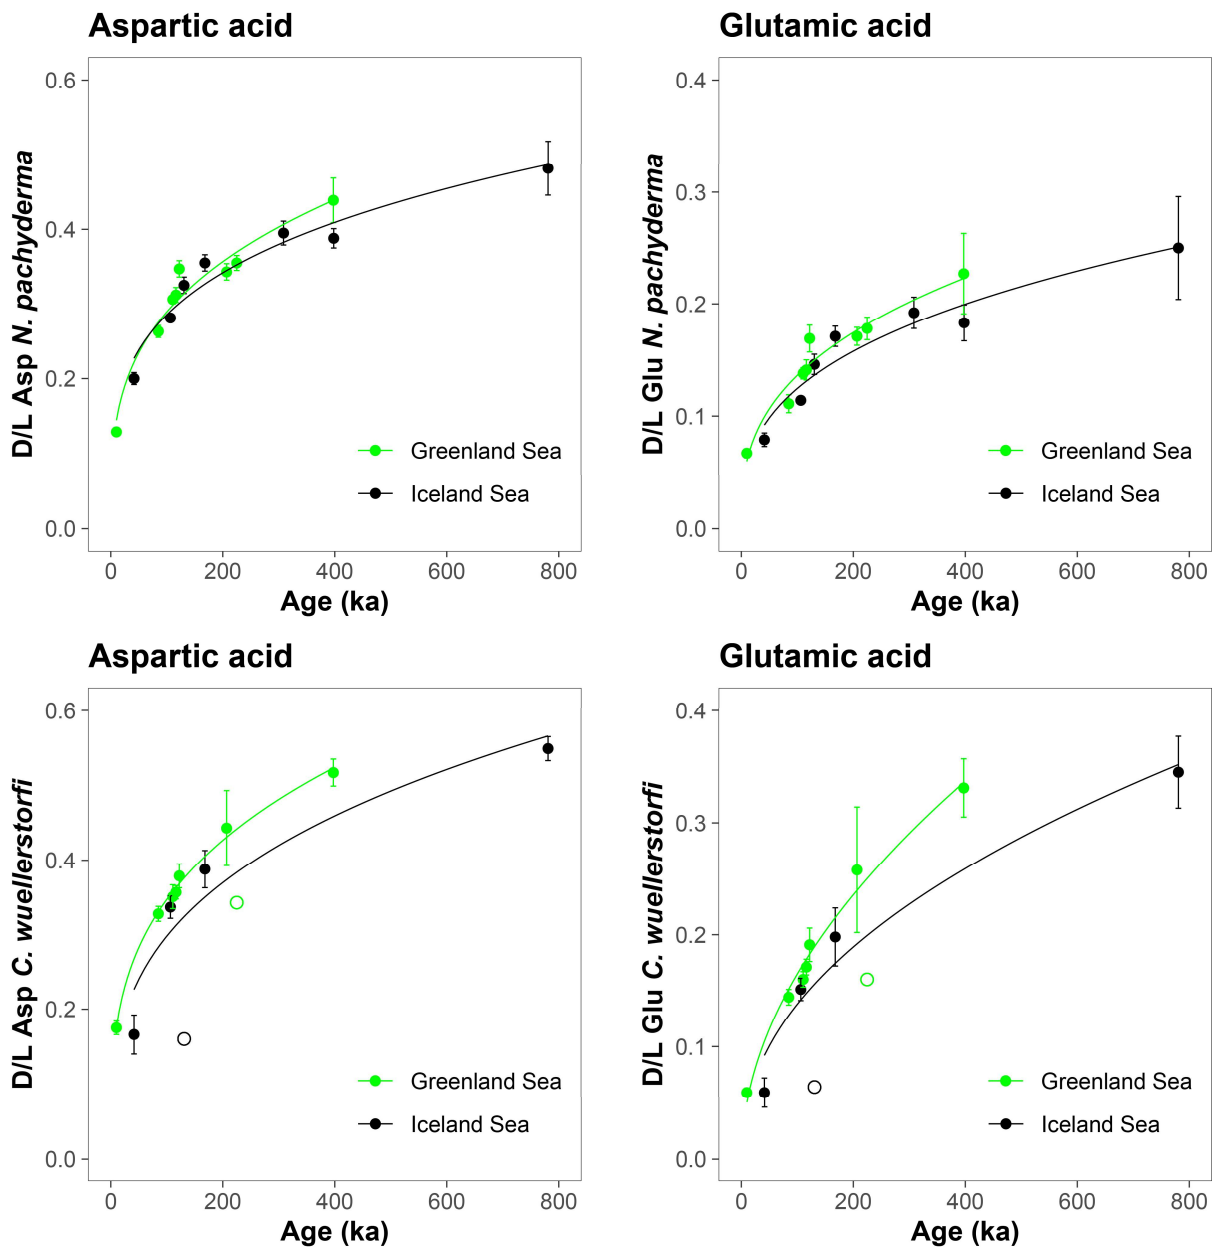 Aspartic acid
0.6
0.4
0.2
0.0
D/L Asp N. pachyderma
Greenland Sea
Iceland Sea
0 200 400 600 800
Age (ka)
Glutamic acid
0.4
0.3
0.2
0.1
0.0
D/L Glu N. pachyderma
Greenland Sea
Iceland Sea
0 200 400 600 800
Age (ka)
Aspartic acid
0.6
0.4
0.2
0.0
D/L Asp C. wuellerstorfi
Greenland Sea
Iceland Sea
0 200 400 600 800
Age (ka)
Glutamic acid
0.4
0.3
0.2
0.1
0.0
D/L Glu C. wuellerstorfi
Greenland Sea
Iceland Sea
0 200 400 600 800
Age (ka)